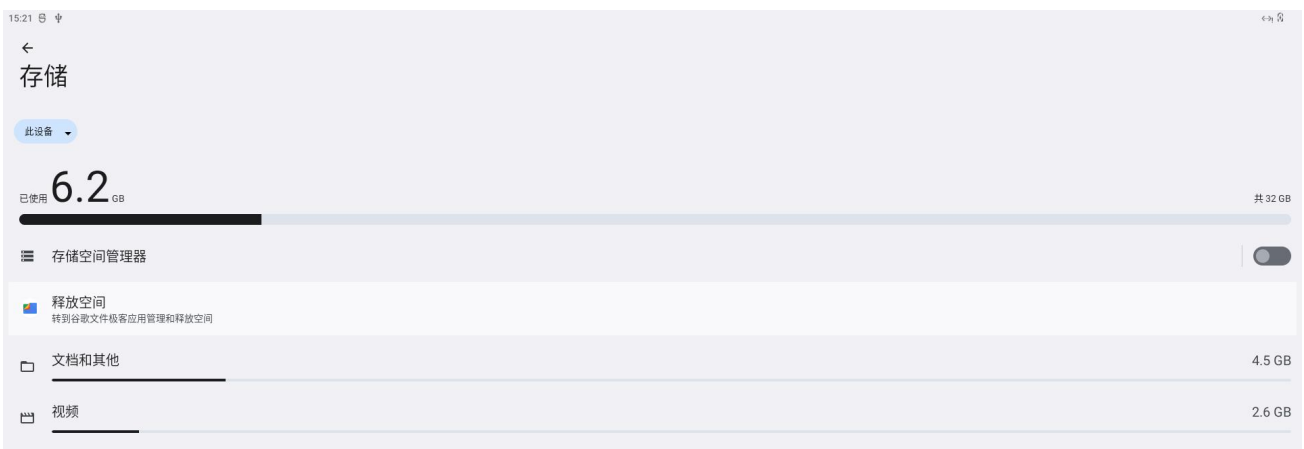 15:21
存储
此设备
已使用 6.2 GB
共 32 GB
存储空间管理器
释放空间
转到谷歌文件极客应用管理和释放空间
文档和其他
4.5 GB
视频
2.6 GB